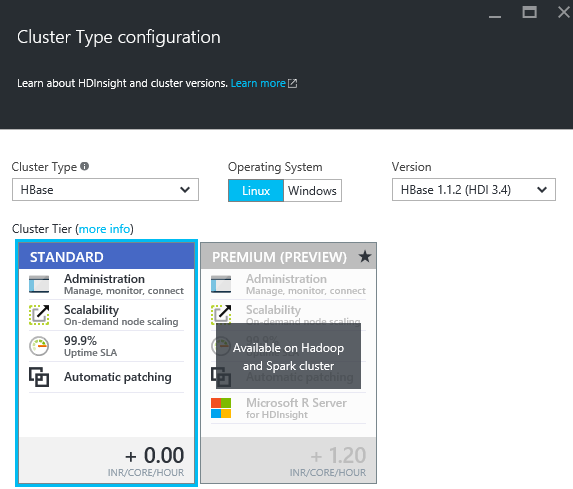 Cluster Type configuration
Learn about HDInsight and cluster versions. Learn more
Cluster Type
Operating System
Version
HBase
Linux
Windows
HBase 1.1.2 (HDI 3.4)
Cluster Tier (more info)
STANDARD
Administration
Manage, monitor, connect
Scalability
On-demand node scaling
99.9%
Uptime SLA
Automatic patching
+ 0.00
INR/CORE/HOUR
PREMIUM (PREVIEW)
Administration
Manage, monitor, connect
Scalability
On-demand node scaling
Available on Hadoop
and Spark cluster
Automatic patching
Microsoft R Server
for HDInsight
+ 1.20
INR/CORE/HOUR